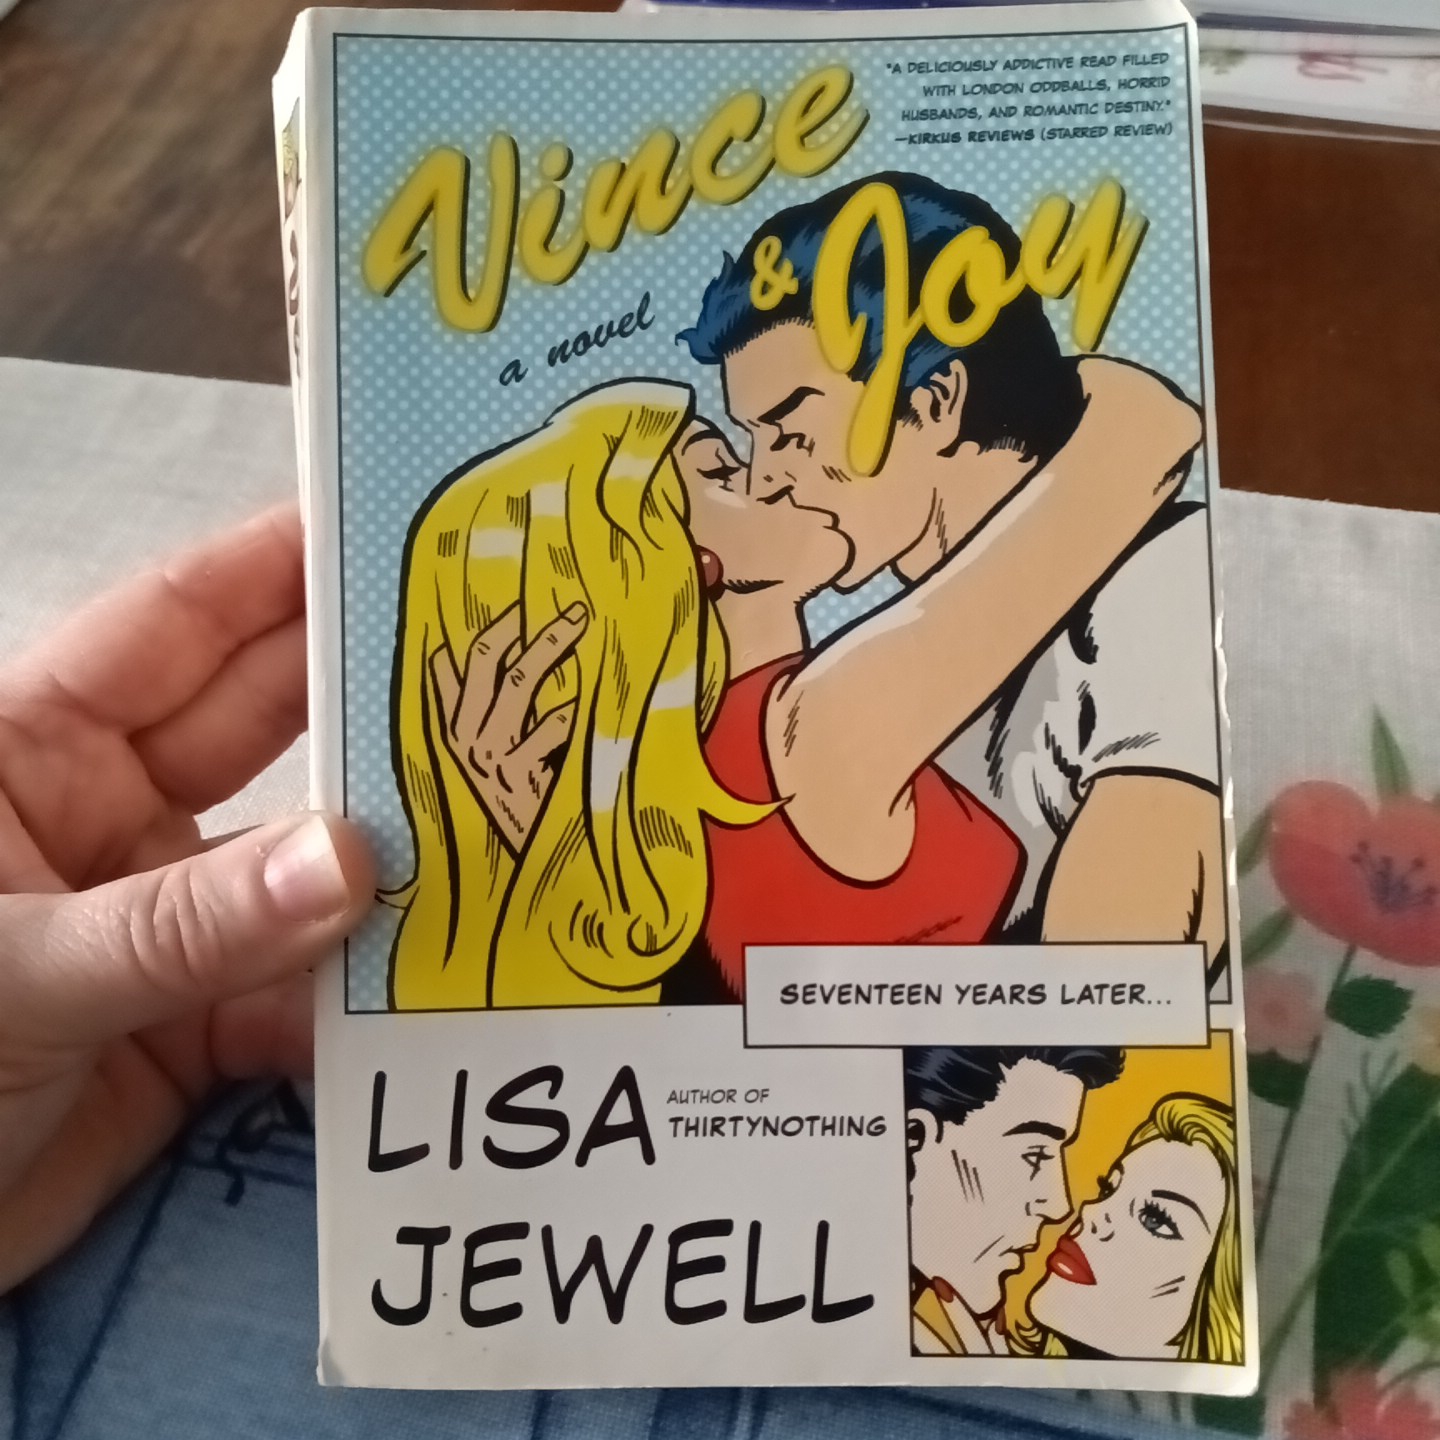 "A DELICIOUSLY ADDICTIVE READ FILLED
WITH LONDON ODDBALLS, HORRID
HUSBANDS, AND ROMANTIC DESTINY."
—KIRKUS REVIEWS (STARRED REVIEW)
Vince
& Joy
a novel
SEVENTEEN YEARS LATER...
LISA
AUTHOR OF
THIRTYNOTHING
JEWELL